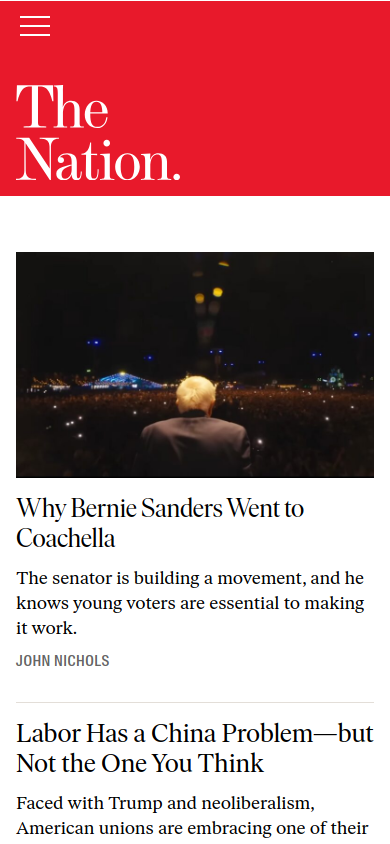 The
Nation.
Why Bernie Sanders Went to
Coachella
The senator is building a movement, and he
knows young voters are essential to making
it work.
JOHN NICHOLS
Labor Has a China Problem—but
Not the One You Think
Faced with Trump and neoliberalism,
American unions are embracing one of their